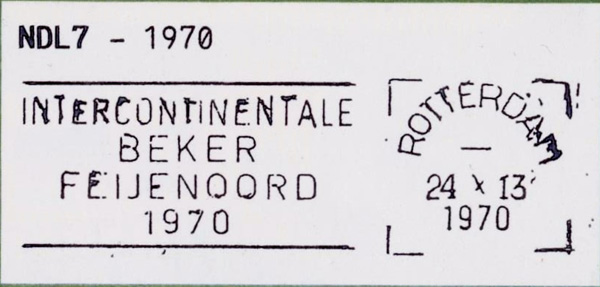 NDL7 - 1970
INTERCONTINENTALE
BEKER
FEIJENOORD
1970
ROTTERDAM
24 X 13
1970